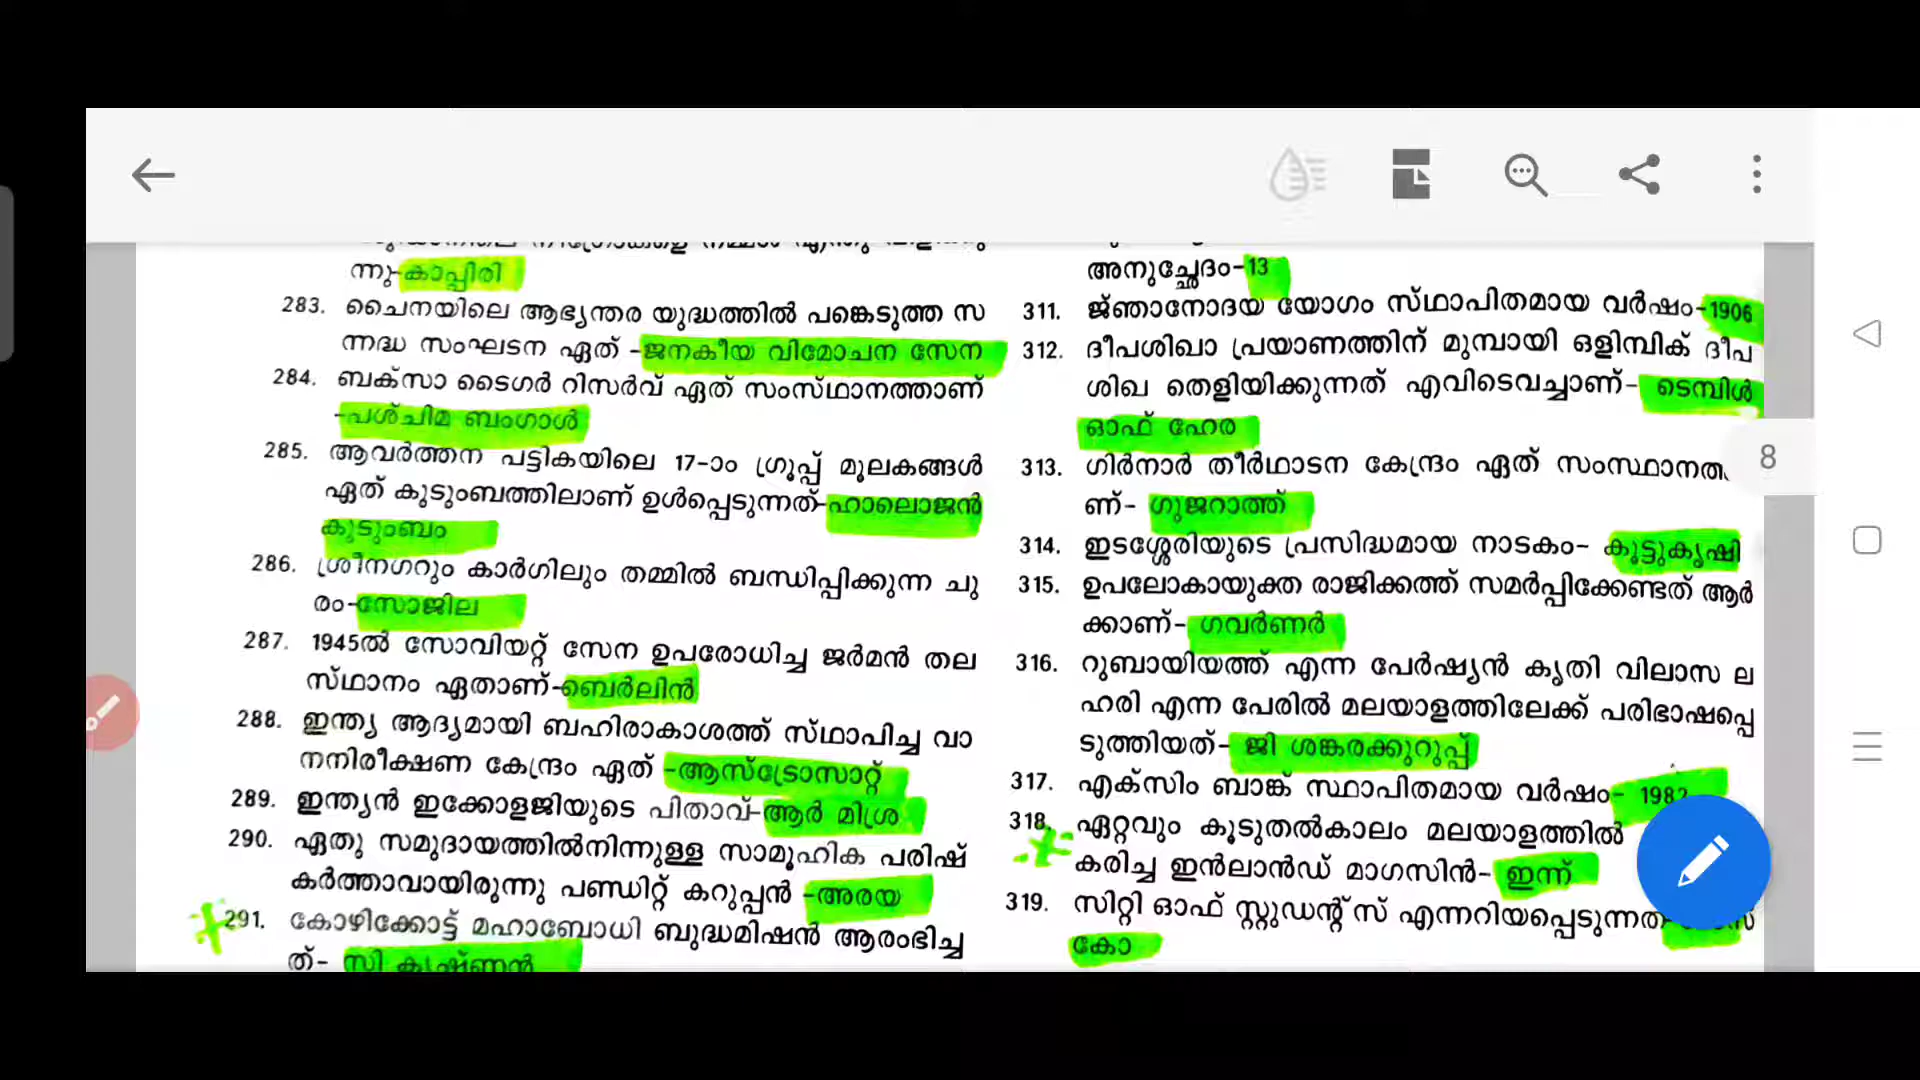 ന്നു-കാപ്പിരി
283. ചൈനയിലെ ആഭ്യന്തര യുദ്ധത്തിൽ പങ്കെടുത്ത സ
ന്നദ്ധ സംഘടന ഏത് -ജനകീയ വിമോചന സേന
284. ബക്സാ ടൈഗർ റിസർവ് ഏത് സംസ്ഥാനത്താണ്
-പശ്ചിമ ബംഗാൾ
285. ആവർത്തന പട്ടികയിലെ 17-ാം ഗ്രൂപ്പ് മൂലകങ്ങൾ
ഏത് കുടുംബത്തിലാണ് ഉൾപ്പെടുന്നത്-ഹാലൊജൻ
കുടുംബം
286. ശ്രീനഗറും കാർഗിലും തമ്മിൽ ബന്ധിപ്പിക്കുന്ന ചു
രം-സോജില
287. 1945ൽ സോവിയറ്റ് സേന ഉപരോധിച്ച ജർമൻ തല
സ്ഥാനം ഏതാണ്-ബെർലിൻ
288. ഇന്ത്യ ആദ്യമായി ബഹിരാകാശത്ത് സ്ഥാപിച്ച വാ
നനിരീക്ഷണ കേന്ദ്രം ഏത് -ആസ്ട്രോസാറ്റ്
289. ഇന്ത്യൻ ഇക്കോളജിയുടെ പിതാവ്-ആർ മിശ്ര
290. ഏതു സമുദായത്തിൽനിന്നുള്ള സാമൂഹിക പരിഷ്
കർത്താവായിരുന്നു പണ്ഡിറ്റ് കറുപ്പൻ -അരയ
291. കോഴിക്കോട്ട് മഹാബോധി ബുദ്ധമിഷൻ ആരംഭിച്ച
ത്- സി കൃഷ്ണൻ
അനുച്ഛേദം-13
311. ജ്ഞാനോദയ യോഗം സ്ഥാപിതമായ വർഷം-1906
312. ദീപശിഖാ പ്രയാണത്തിന് മുമ്പായി ഒളിമ്പിക് ദീപ
ശിഖ തെളിയിക്കുന്നത് എവിടെവച്ചാണ്- ടെമ്പിൾ
ഓഫ് ഹേര
313. ഗിർനാർ തീർഥാടന കേന്ദ്രം ഏത്
ണ്- ഗുജറാത്ത്
314. ഇടശ്ശേരിയുടെ പ്രസിദ്ധമായ നാടകം- കൂട്ടുകൃഷി
315. ഉപലോകായുക്ത രാജിക്കത്ത് സമർപ്പിക്കേണ്ടത് ആർ
ക്കാണ്- ഗവർണർ
316. റുബായിയത്ത് എന്ന പേർഷ്യൻ കൃതി വിലാസ ല
ഹരി എന്ന പേരിൽ മലയാളത്തിലേക്ക് പരിഭാഷപ്പെ
ടുത്തിയത്- ജി ശങ്കരക്കുറുപ്പ്
317. എക്സിം ബാങ്ക് സ്ഥാപിതമായ വർഷം- 1982
318. ഏറ്റവും കൂടുതൽകാലം മലയാളത്തിൽ
കരിച്ച ഇൻലാൻഡ് മാഗസിൻ- ഇന്ന്
319. സിറ്റി ഓഫ് സ്റ്റുഡന്റ്സ് എന്നറിയപ്പെടുന്നത്-
കോ
8